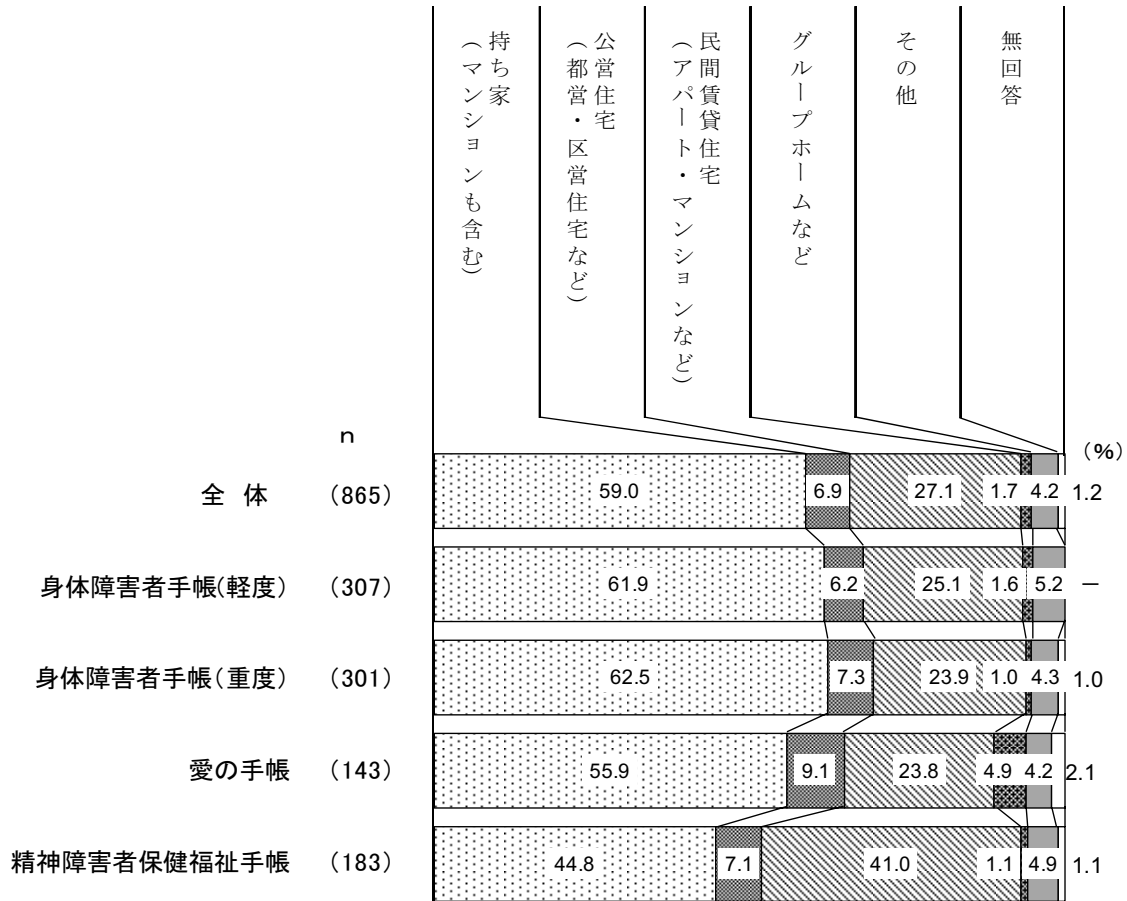 持ち家
（マンションも含む）
公営住宅
（都営・区営住宅など）
民間賃貸住宅
（アパート・マンションなど）
グループホームなど
その他
無回答
n
(%)
全 体 (865) 59.0 6.9 27.1 1.7 4.2 1.2
身体障害者手帳(軽度) (307) 61.9 6.2 25.1 1.6 5.2 －
身体障害者手帳(重度) (301) 62.5 7.3 23.9 1.0 4.3 1.0
愛の手帳 (143) 55.9 9.1 23.8 4.9 4.2 2.1
精神障害者保健福祉手帳 (183) 44.8 7.1 41.0 1.1 4.9 1.1